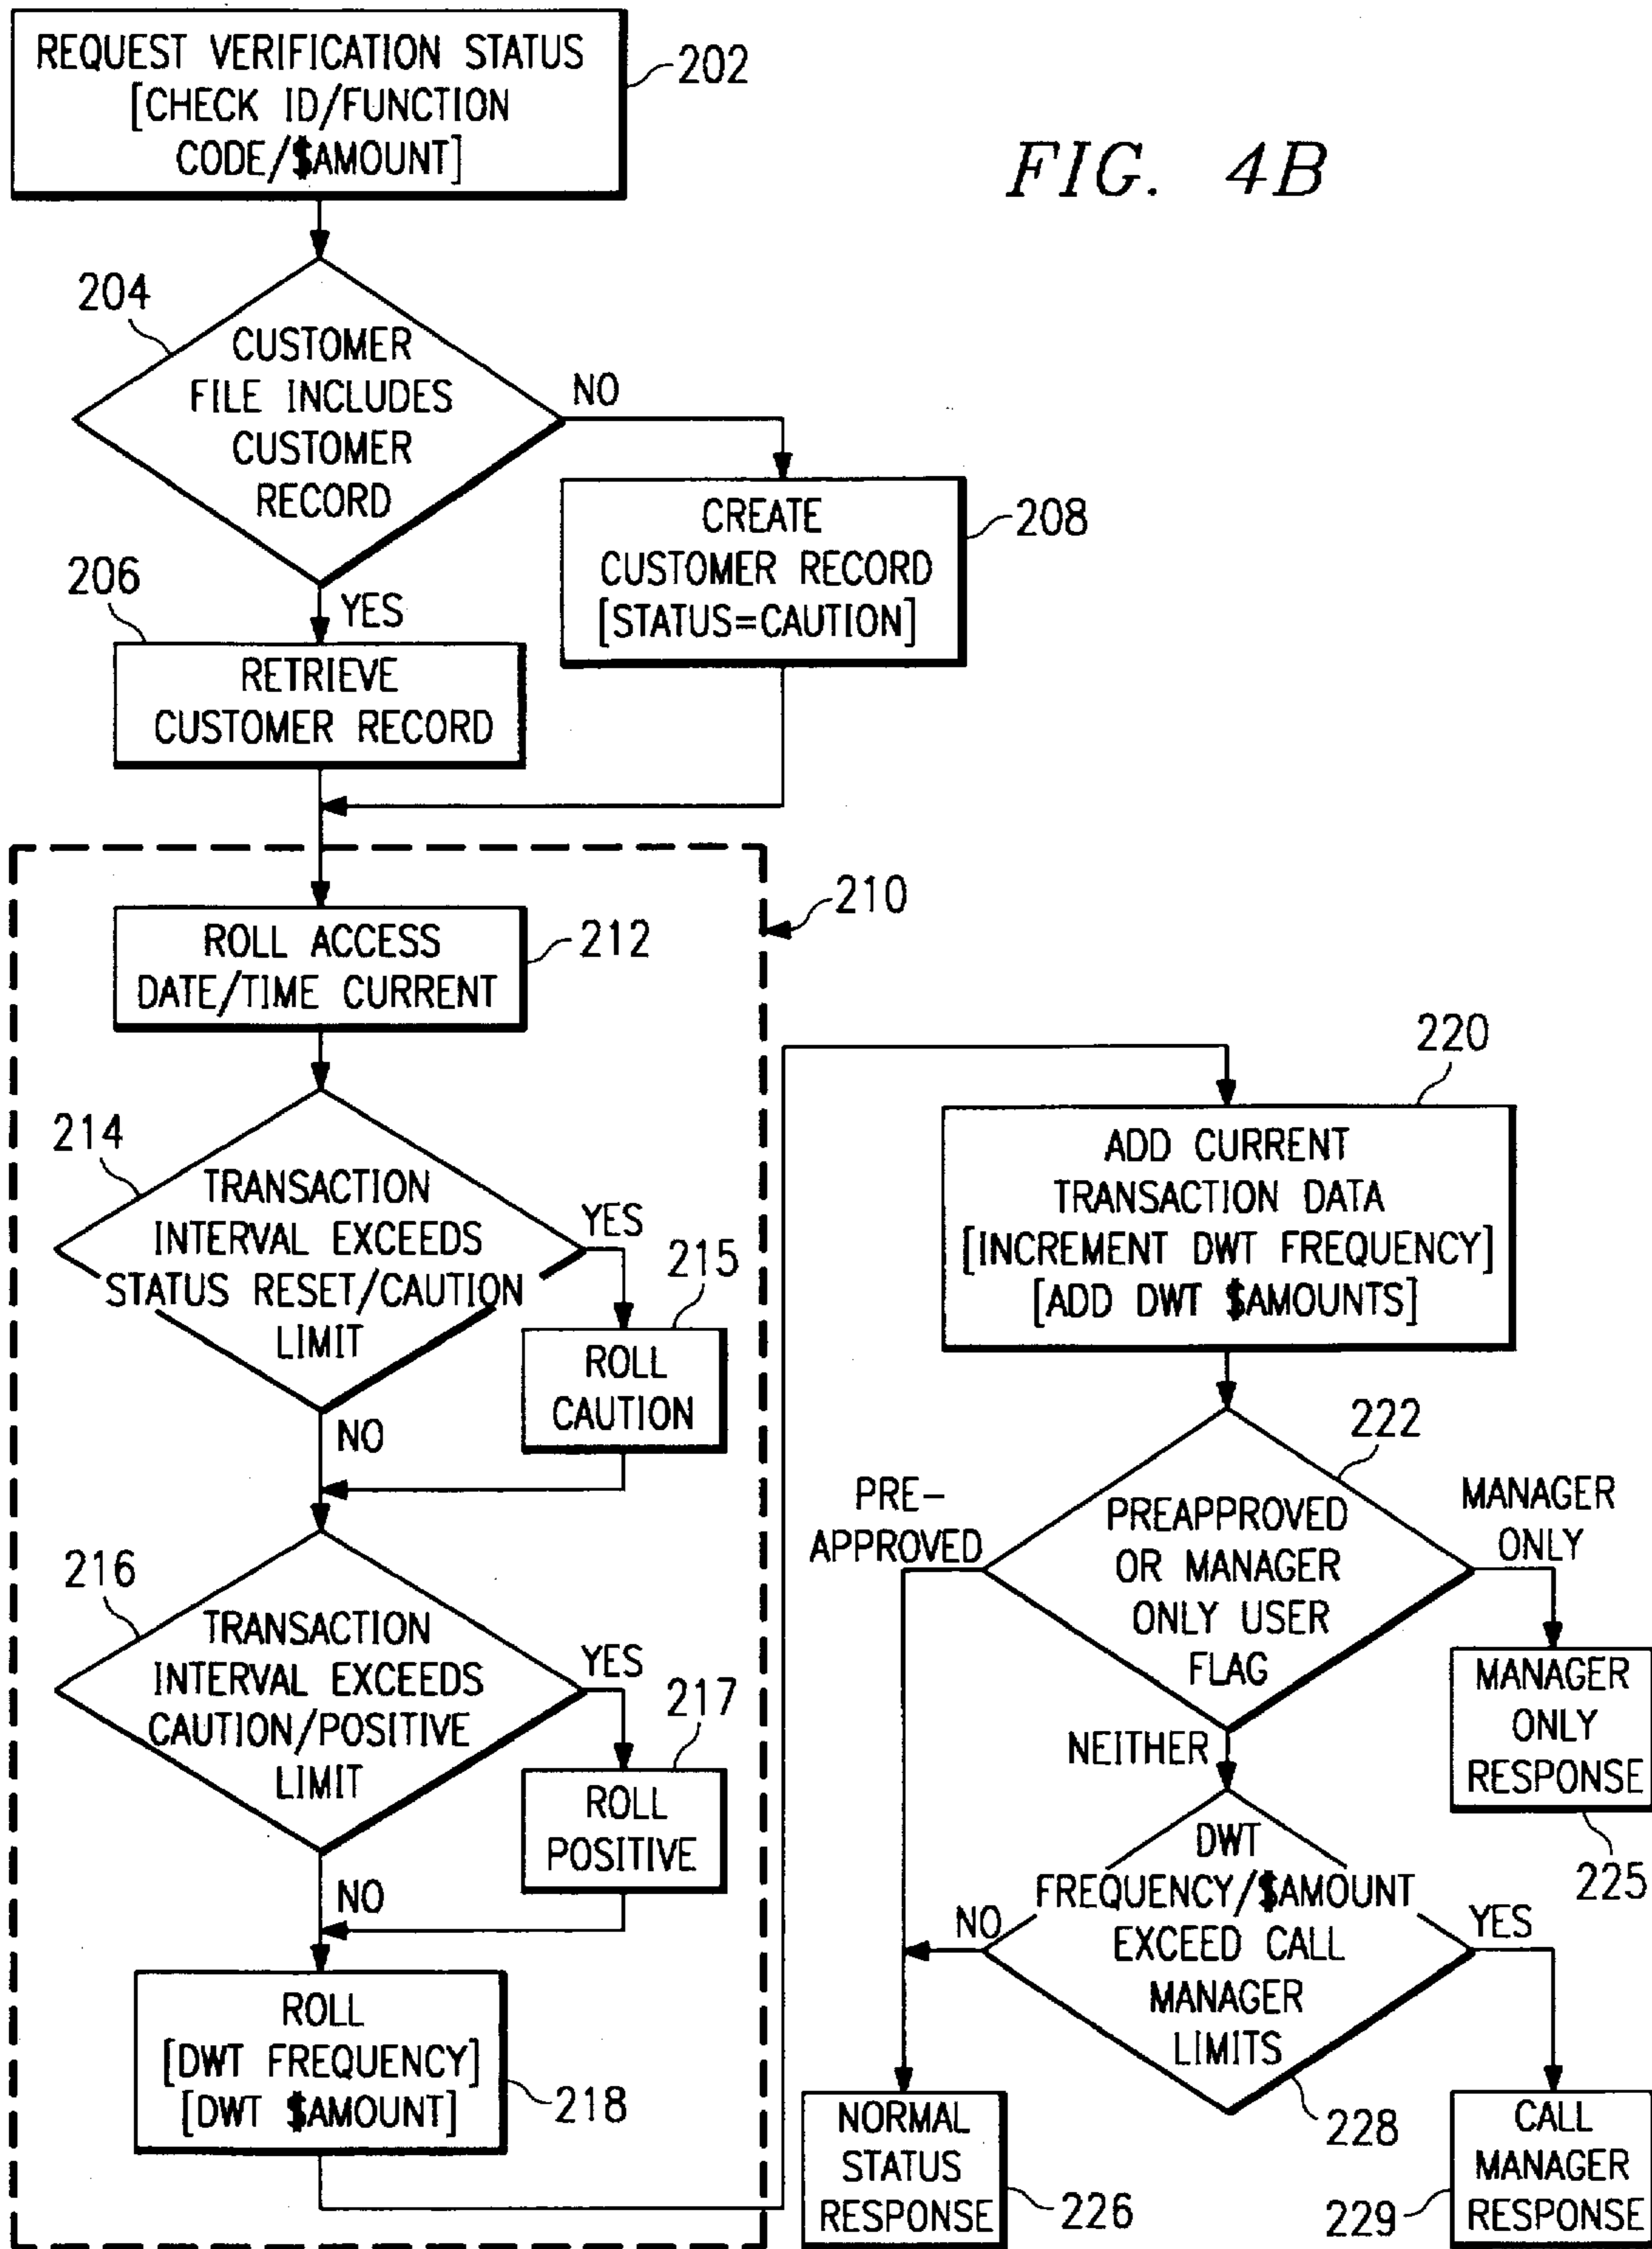 FIG. 4B
REQUEST VERIFICATION STATUS
[CHECK ID/FUNCTION
CODE/$AMOUNT]
202
204
CUSTOMER
FILE INCLUDES
CUSTOMER
RECORD
NO
YES
CREATE
CUSTOMER RECORD
[STATUS=CAUTION]
208
206
RETRIEVE
CUSTOMER RECORD
210
ROLL ACCESS
DATE/TIME CURRENT
212
214
TRANSACTION
INTERVAL EXCEEDS
STATUS RESET/CAUTION
LIMIT
YES
NO
215
ROLL
CAUTION
216
TRANSACTION
INTERVAL EXCEEDS
CAUTION/POSITIVE
LIMIT
YES
NO
217
ROLL
POSITIVE
ROLL
[DWT FREQUENCY]
[DWT $AMOUNT]
218
220
ADD CURRENT
TRANSACTION DATA
[INCREMENT DWT FREQUENCY]
[ADD DWT $AMOUNTS]
222
PREAPPROVED
OR MANAGER
ONLY USER
FLAG
PRE-
APPROVED
MANAGER
ONLY
NEITHER
MANAGER
ONLY
RESPONSE
225
DWT
FREQUENCY/$AMOUNT
EXCEED CALL
MANAGER
LIMITS
NO
YES
228
NORMAL
STATUS
RESPONSE
226
CALL
MANAGER
RESPONSE
229